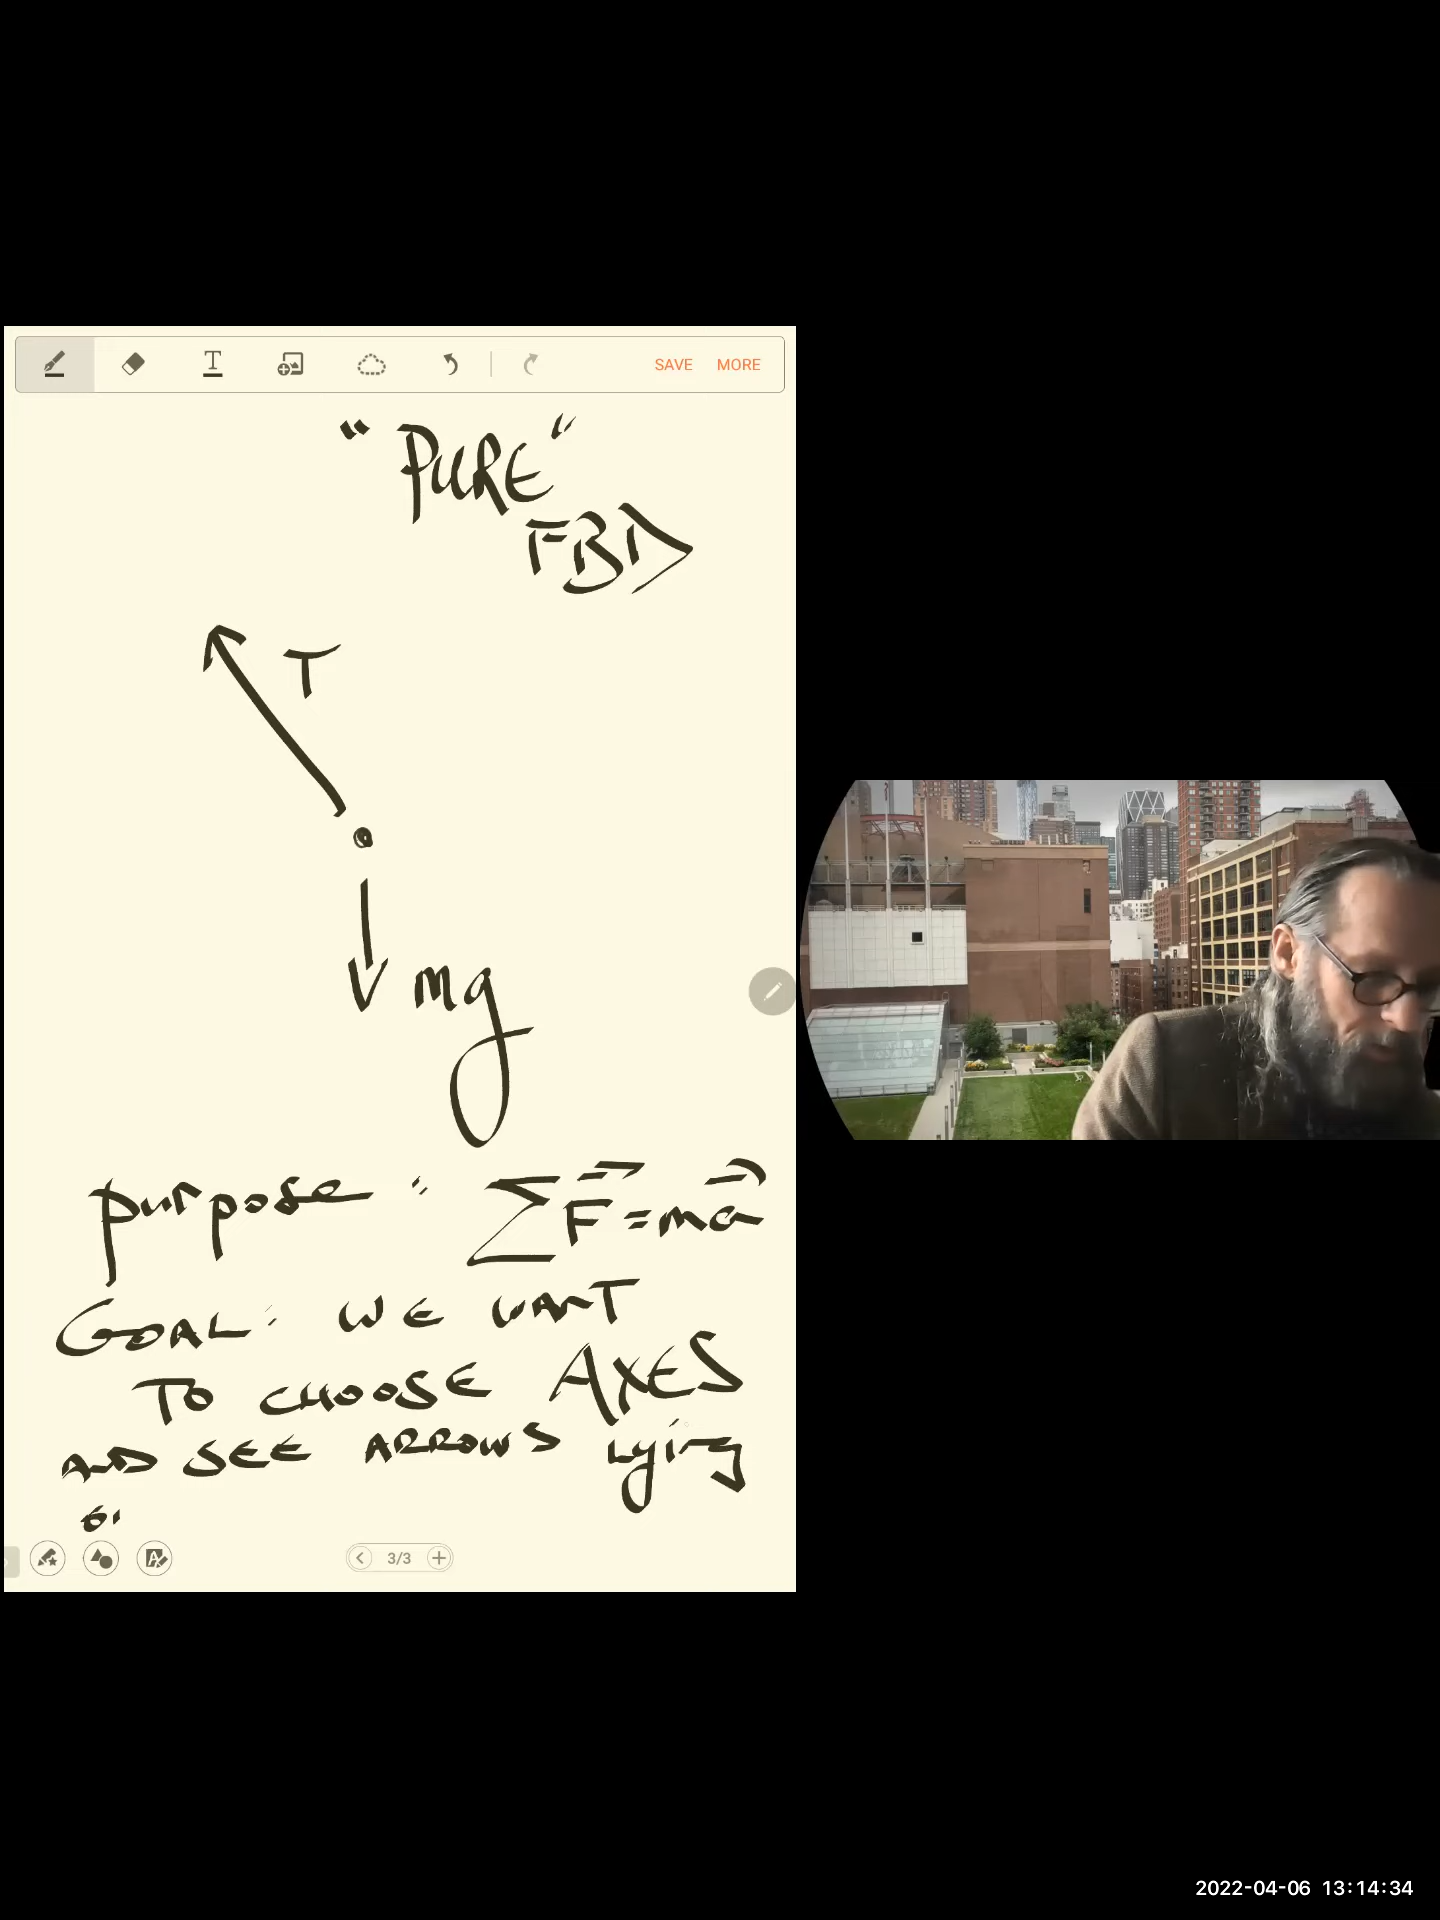 T
SAVE MORE
"PURE"
FBD
T
mg
purpose: ∑F⃗ = ma⃗
GOAL: WE WANT
TO CHOOSE AXES
AND SEE ARROWS lying
3/3
2022-04-06 13:14:34